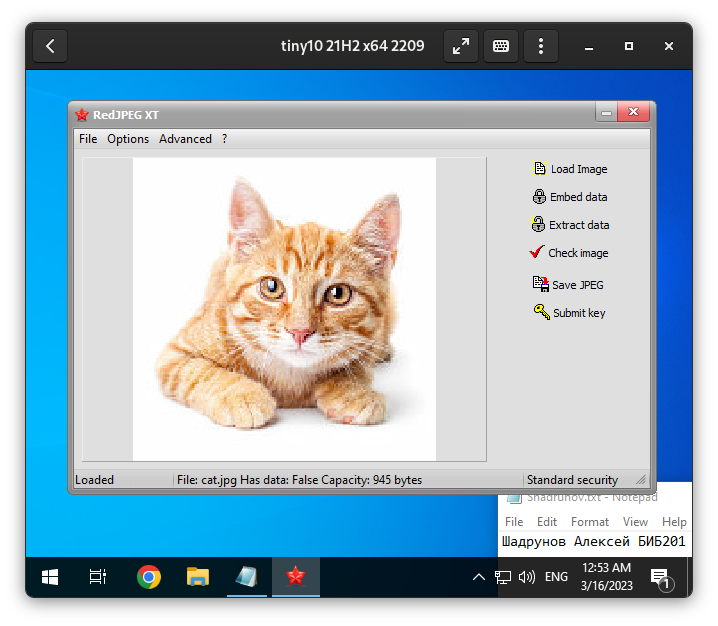 tiny10 21H2 x64 2209
RedJPEG XT
File Options Advanced ?
Load Image
Embed data
Extract data
Check image
Save JPEG
Submit key
Loaded File: cat.jpg Has data: False Capacity: 945 bytes Standard security
Shadrunov.txt - Notepad
File Edit Format View Help
Шадрунов Алексей БИБ201
ENG
12:53 AM
3/16/2023
1